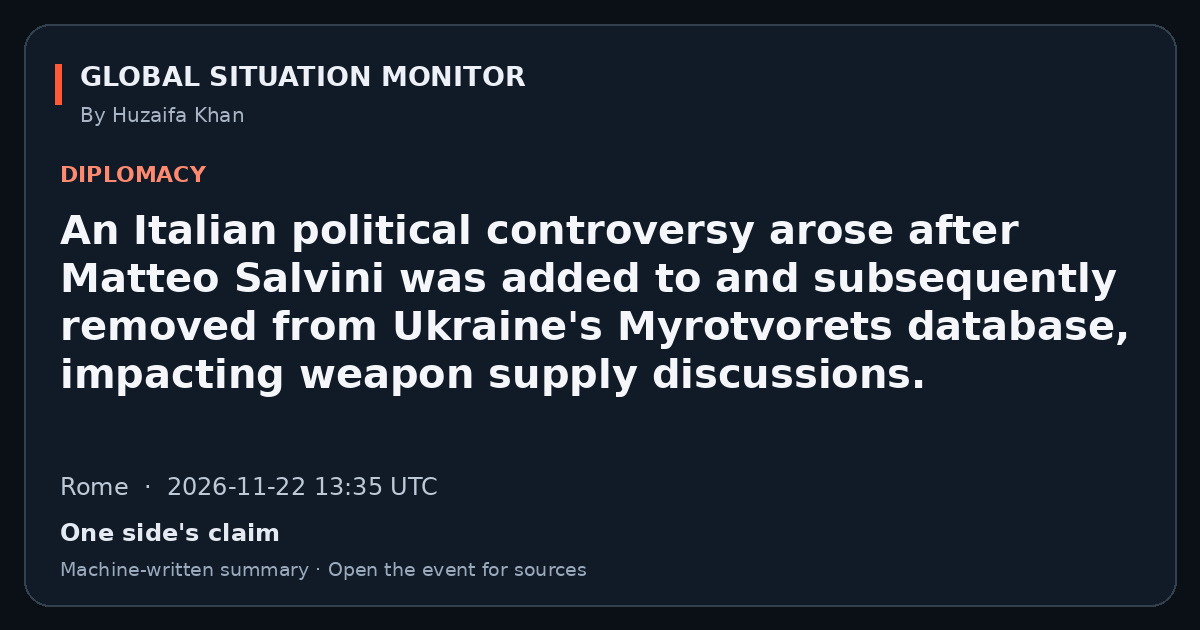 GLOBAL SITUATION MONITOR
By Huzaifa Khan
DIPLOMACY
An Italian political controversy arose after
Matteo Salvini was added to and subsequently
removed from Ukraine's Myrotvorets database,
impacting weapon supply discussions.
Rome · 2026-11-22 13:35 UTC
One side's claim
Machine-written summary · Open the event for sources